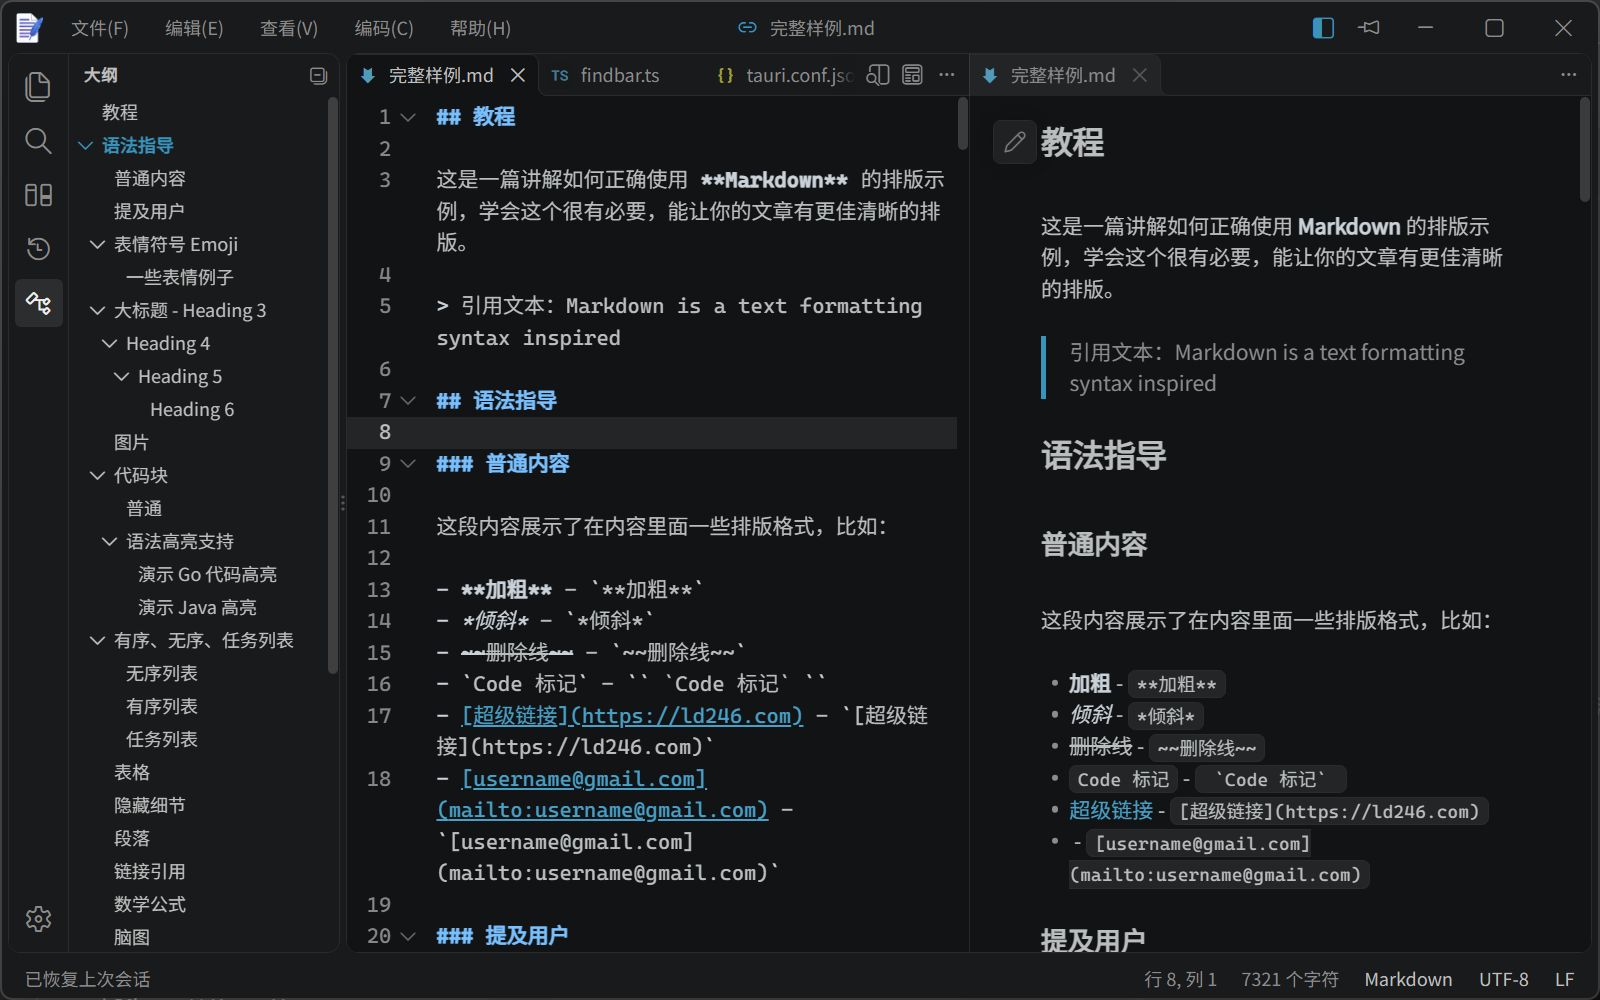 文件(F) 编辑(E) 查看(V) 编码(C) 帮助(H) 完整样例.md
大纲
教程
语法指导
普通内容
提及用户
表情符号 Emoji
一些表情例子
大标题 - Heading 3
Heading 4
Heading 5
Heading 6
图片
代码块
普通
语法高亮支持
演示 Go 代码高亮
演示 Java 高亮
有序、无序、任务列表
无序列表
有序列表
任务列表
表格
隐藏细节
段落
链接引用
数学公式
脑图
完整样例.md TS findbar.ts {} tauri.conf.jsc
1 ## 教程
2
3 这是一篇讲解如何正确使用 **Markdown** 的排版示
例，学会这个很有必要，能让你的文章有更佳清晰的排
版。
4
5 > 引用文本：Markdown is a text formatting
syntax inspired
6
7 ## 语法指导
8
9 ### 普通内容
10
11 这段内容展示了在内容里面一些排版格式，比如：
12
13 - **加粗** - `**加粗**`
14 - *倾斜* - `*倾斜*`
15 - ~~删除线~~ - `~~删除线~~`
16 - `Code 标记` - `` `Code 标记` ``
17 - [超级链接](https://ld246.com) - `[超级链
接](https://ld246.com)`
18 - [username@gmail.com]
(mailto:username@gmail.com) -
`[username@gmail.com]
(mailto:username@gmail.com)`
19
20 ### 提及用户
完整样例.md
教程
这是一篇讲解如何正确使用 Markdown 的排版示
例，学会这个很有必要，能让你的文章有更佳清晰
的排版。
引用文本：Markdown is a text formatting
syntax inspired
语法指导
普通内容
这段内容展示了在内容里面一些排版格式，比如：
• 加粗 - **加粗**
• 倾斜 - *倾斜*
• 删除线 - ~~删除线~~
• Code 标记 - `Code 标记`
• 超级链接 - [超级链接](https://ld246.com)
• - [username@gmail.com]
(mailto:username@gmail.com)
提及用户
已恢复上次会话 行 8, 列 1 7321 个字符 Markdown UTF-8 LF